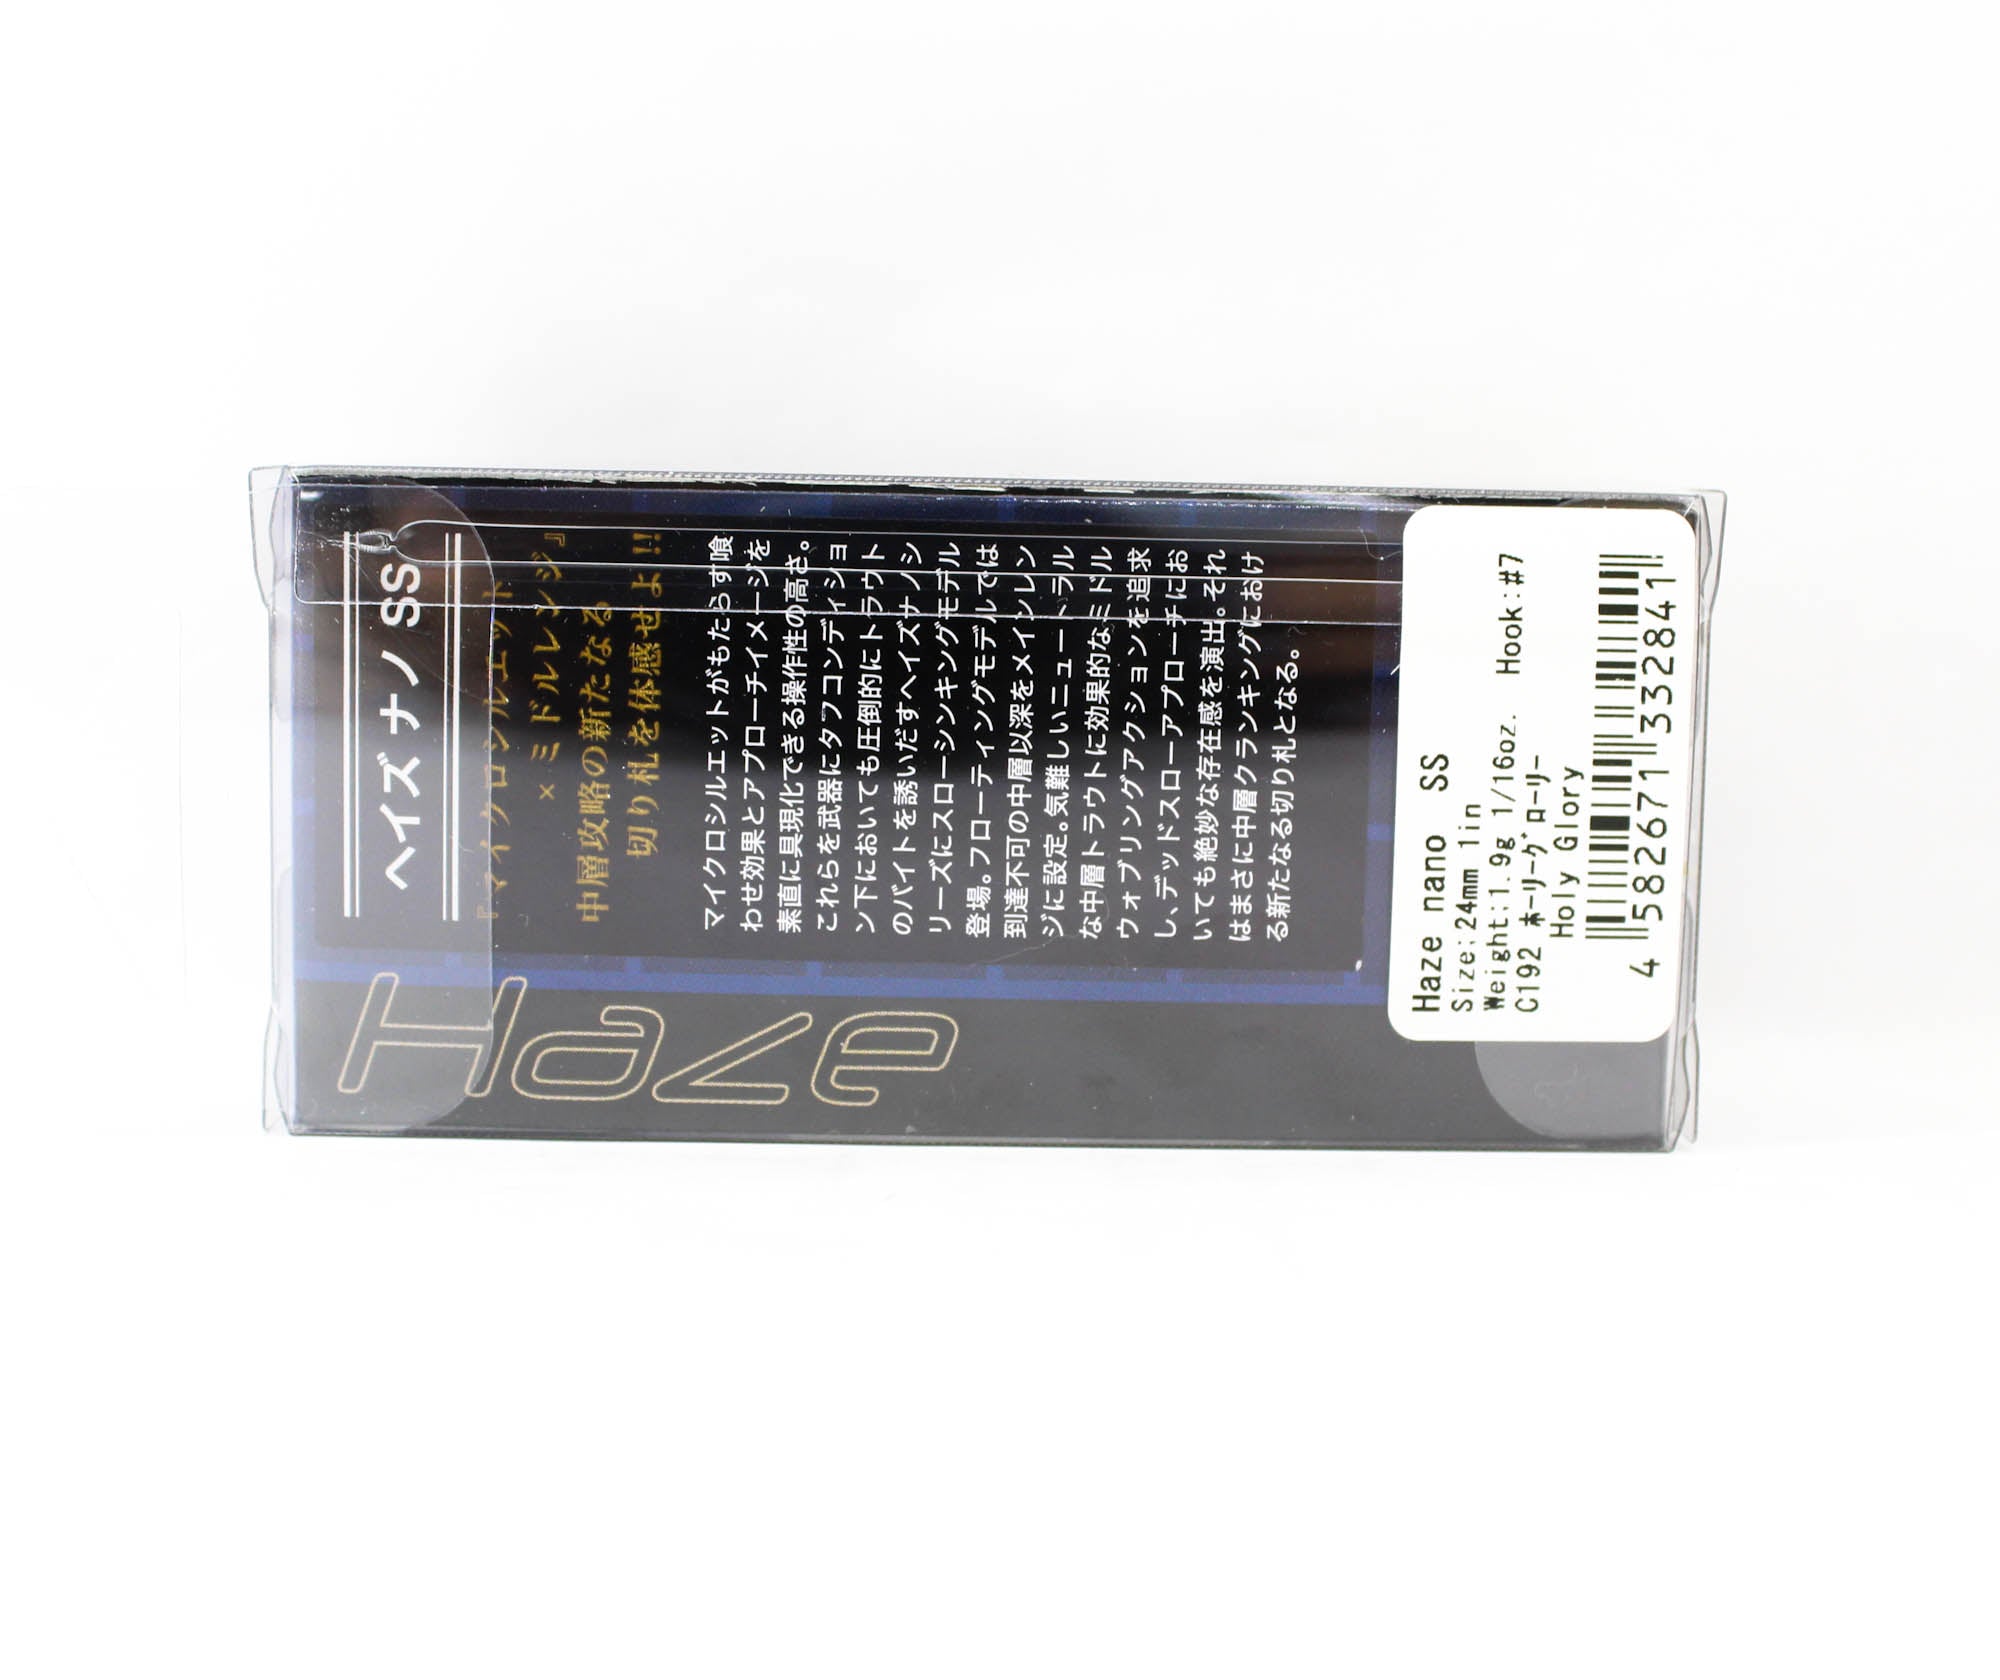 ヘイズナノ SS
『マイクロシルエット
×ミドルレンジ』
中層攻略の新たなる
切り札を体感せよ!!
マイクロシルエットがもたらす喰
わせ効果とアプローチイメージを
素直に具現化できる操作性の高さ。
これらを武器にタフコンディショ
ン下においても圧倒的にトラウト
のバイトを誘いだすヘイズナノシ
リーズにスローシンキングモデル
登場。フローティングモデルでは
到達不可の中層以深をメインレン
ジに設定。気難しいニュートラル
な中層トラウトに効果的なミドル
ウォブリングアクションを追求
し、デッドスローアプローチにお
いても絶妙な存在感を演出。それ
はまさに中層クランキングにおけ
る新たなる切り札となる。
Haze
Haze nano SS
Size:24mm 1in
Weight:1.9g 1/16oz. Hook:#7
C192 ホーリーグローリー
Holy Glory
4 582671 332841